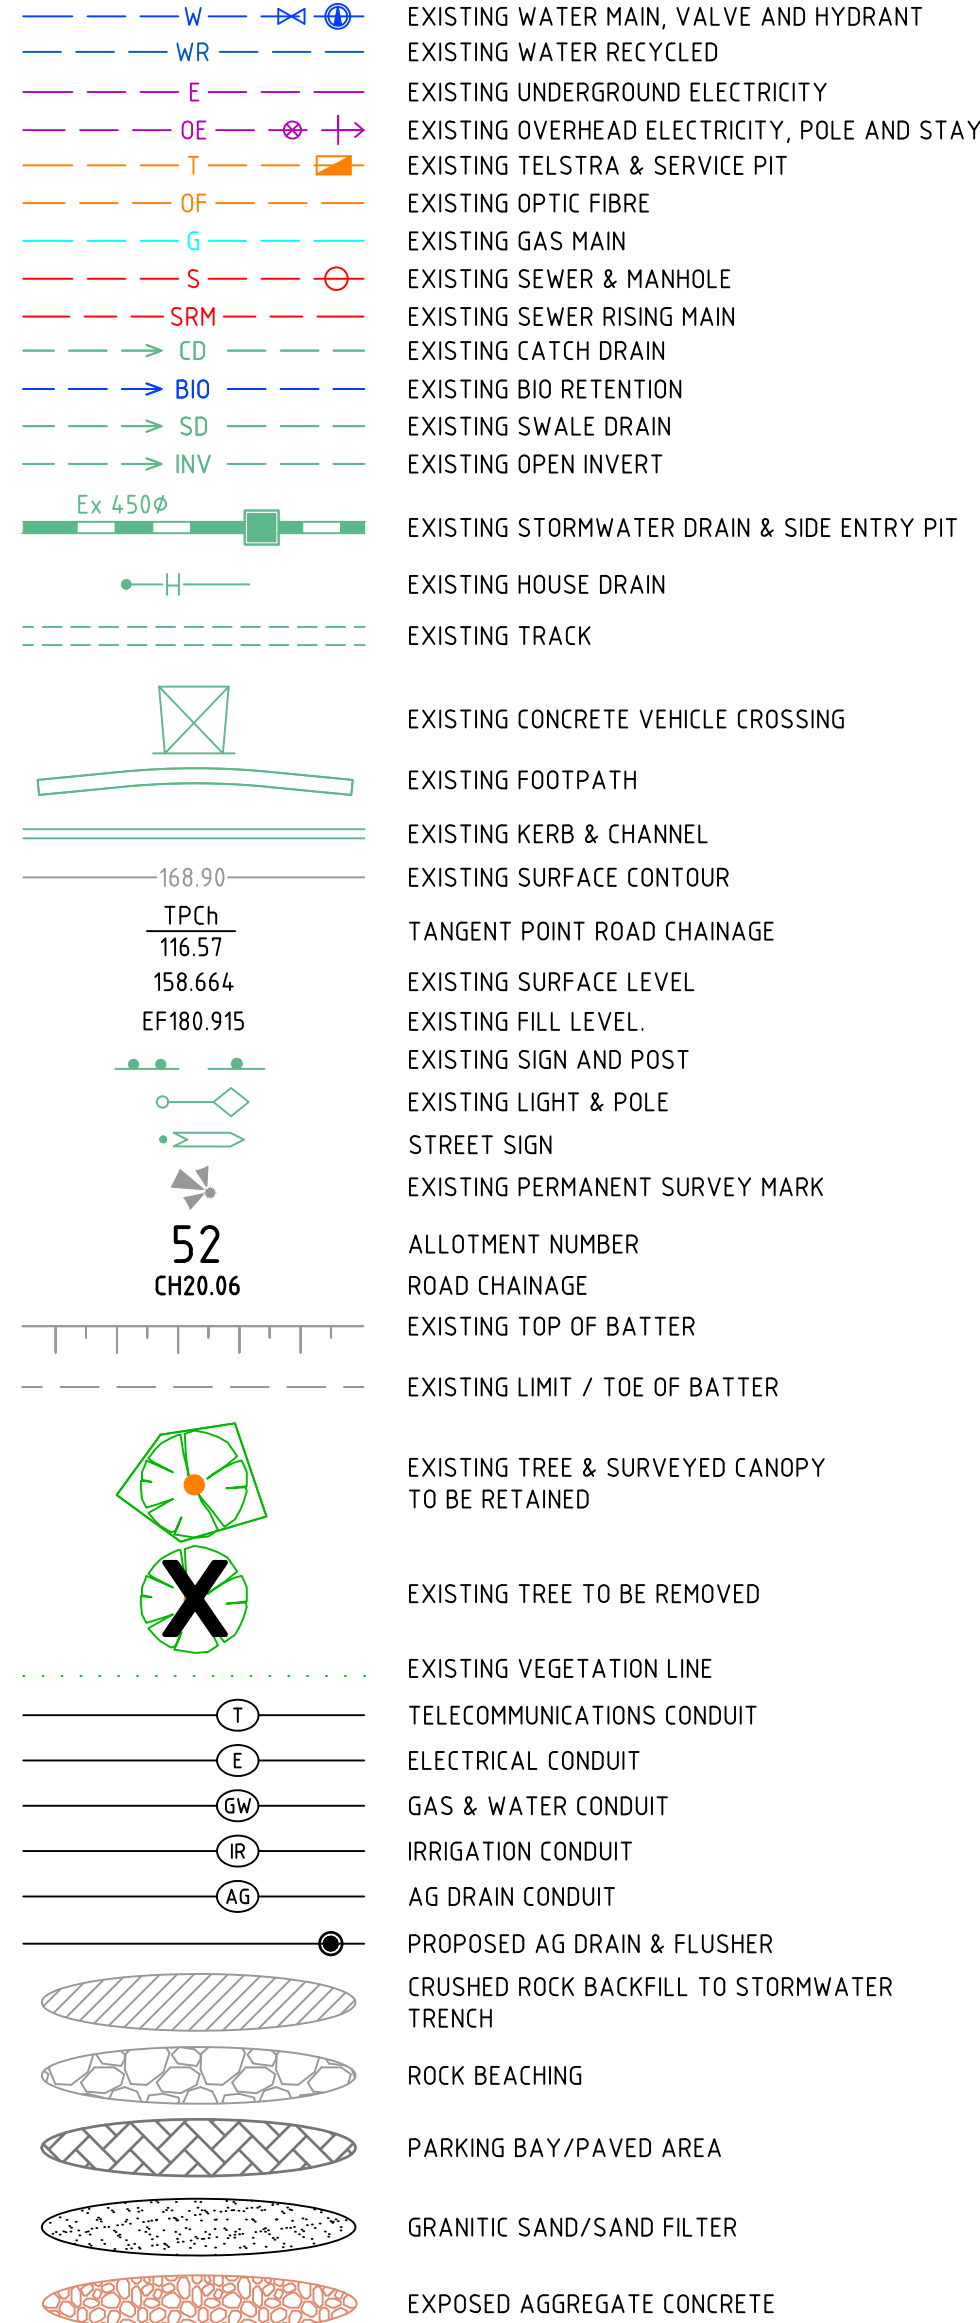 W EXISTING WATER MAIN, VALVE AND HYDRANT
WR EXISTING WATER RECYCLED
E EXISTING UNDERGROUND ELECTRICITY
OE EXISTING OVERHEAD ELECTRICITY, POLE AND STAY
T EXISTING TELSTRA & SERVICE PIT
OF EXISTING OPTIC FIBRE
G EXISTING GAS MAIN
S EXISTING SEWER & MANHOLE
SRM EXISTING SEWER RISING MAIN
CD EXISTING CATCH DRAIN
BIO EXISTING BIO RETENTION
SD EXISTING SWALE DRAIN
INV EXISTING OPEN INVERT
Ex 450Ø
EXISTING STORMWATER DRAIN & SIDE ENTRY PIT
H EXISTING HOUSE DRAIN
EXISTING TRACK
EXISTING CONCRETE VEHICLE CROSSING
EXISTING FOOTPATH
EXISTING KERB & CHANNEL
168.90 EXISTING SURFACE CONTOUR
TPCh
116.57
TANGENT POINT ROAD CHAINAGE
158.664 EXISTING SURFACE LEVEL
EF180.915 EXISTING FILL LEVEL.
EXISTING SIGN AND POST
EXISTING LIGHT & POLE
STREET SIGN
EXISTING PERMANENT SURVEY MARK
52 ALLOTMENT NUMBER
CH20.06 ROAD CHAINAGE
EXISTING TOP OF BATTER
EXISTING LIMIT / TOE OF BATTER
EXISTING TREE & SURVEYED CANOPY
TO BE RETAINED
X EXISTING TREE TO BE REMOVED
EXISTING VEGETATION LINE
T TELECOMMUNICATIONS CONDUIT
E ELECTRICAL CONDUIT
GW GAS & WATER CONDUIT
IR IRRIGATION CONDUIT
AG AG DRAIN CONDUIT
PROPOSED AG DRAIN & FLUSHER
CRUSHED ROCK BACKFILL TO STORMWATER
TRENCH
ROCK BEACHING
PARKING BAY/PAVED AREA
GRANITIC SAND/SAND FILTER
EXPOSED AGGREGATE CONCRETE